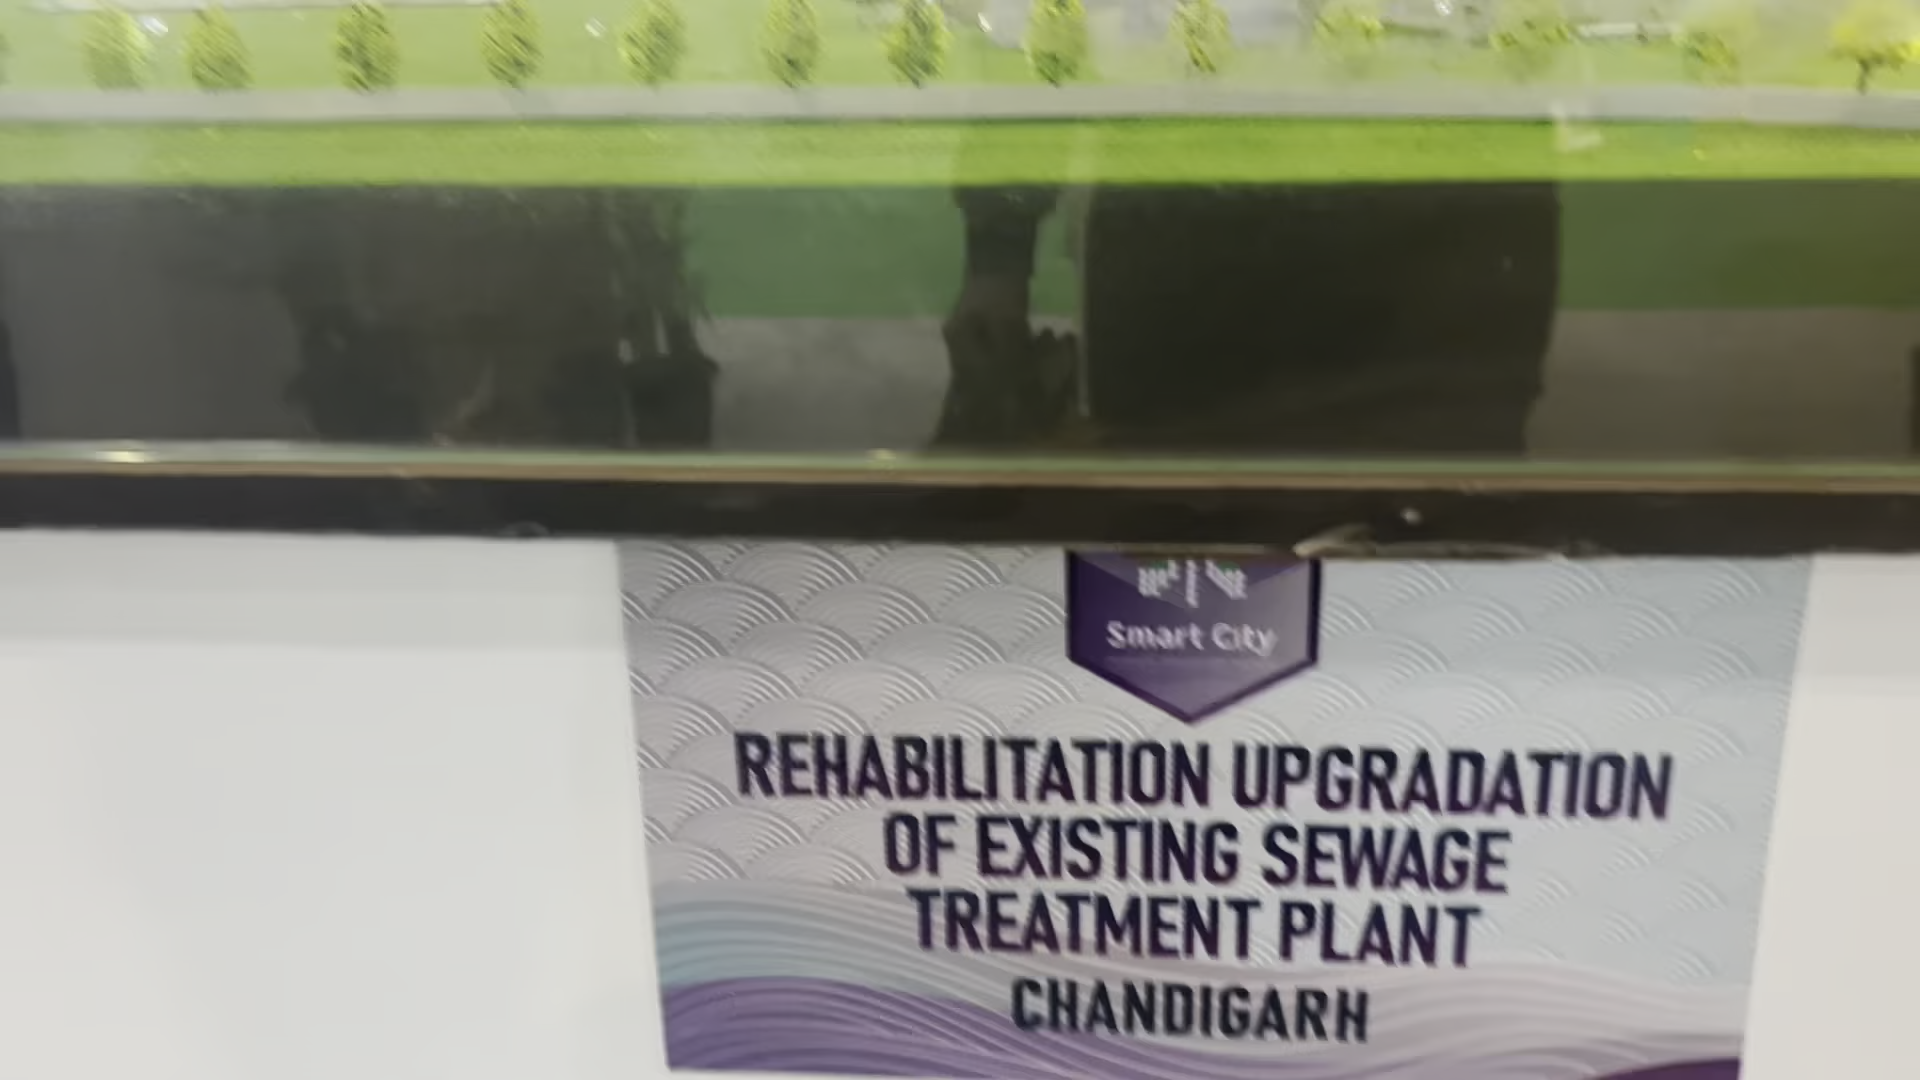 Smart City
REHABILITATION UPGRADATION
OF EXISTING SEWAGE
TREATMENT PLANT
CHANDIGARH